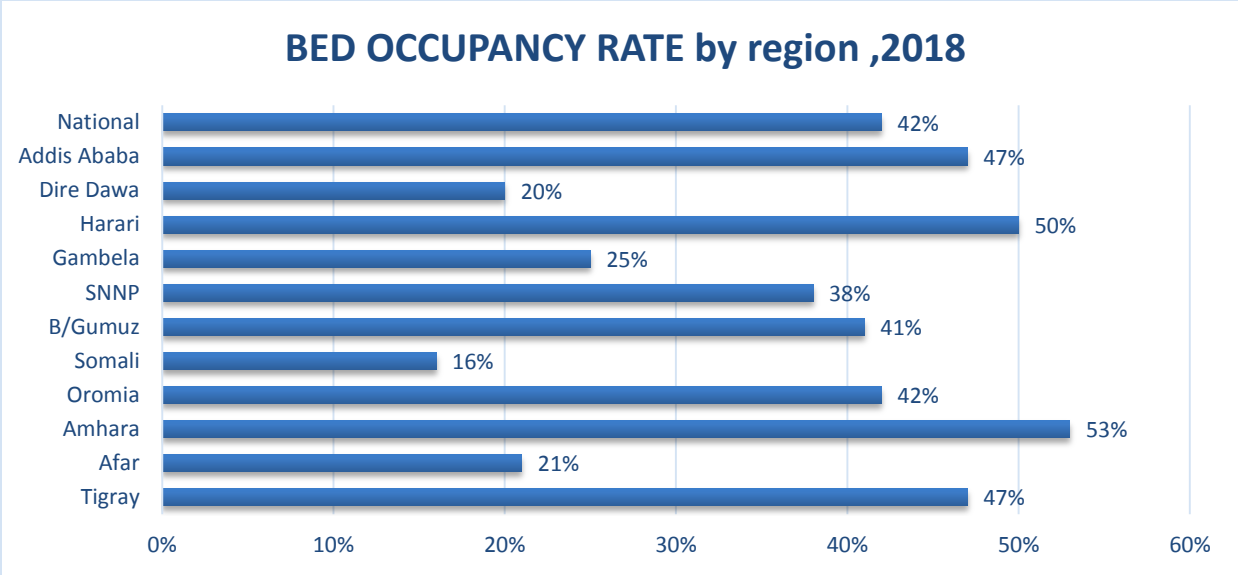 BED OCCUPANCY RATE by region ,2018
National 42%
Addis Ababa 47%
Dire Dawa 20%
Harari 50%
Gambela 25%
SNNP 38%
B/Gumuz 41%
Somali 16%
Oromia 42%
Amhara 53%
Afar 21%
Tigray 47%
0% 10% 20% 30% 40% 50% 60%